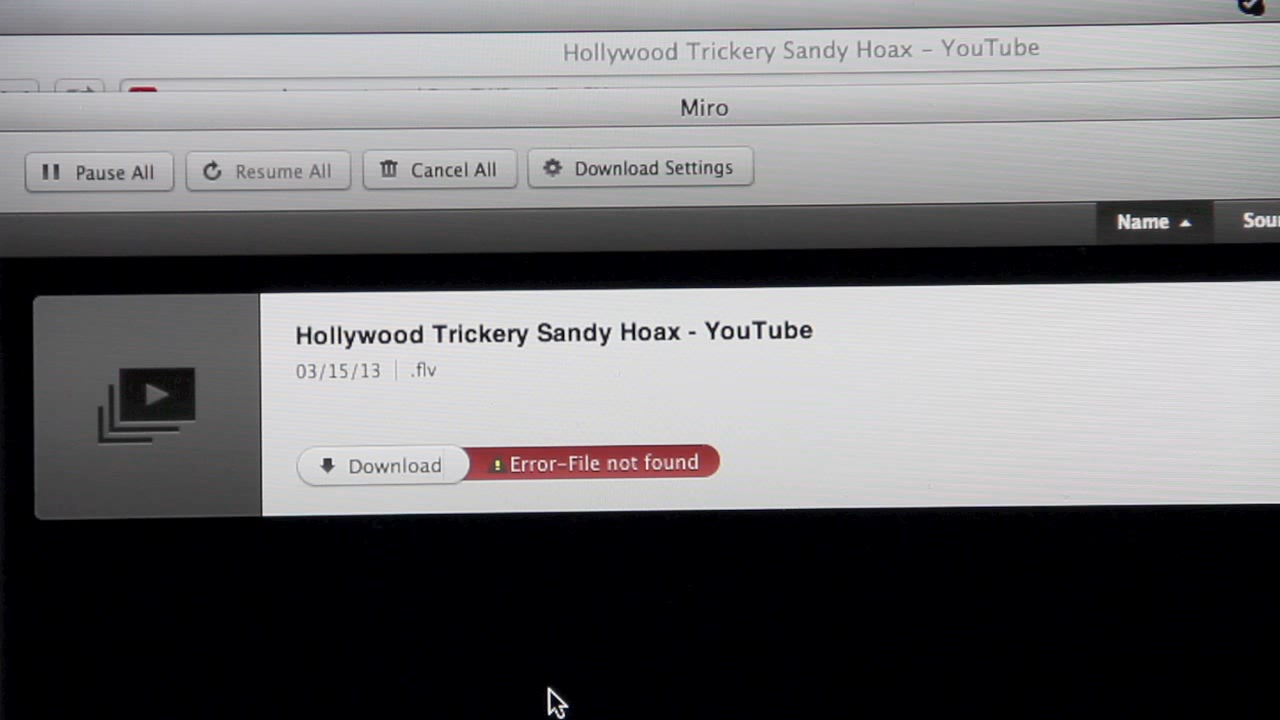 Hollywood Trickery Sandy Hoax - YouTube
Miro
Pause All
Resume All
Cancel All
Download Settings
Name
Hollywood Trickery Sandy Hoax - YouTube
03/15/13
.flv
Download
Error-File not found